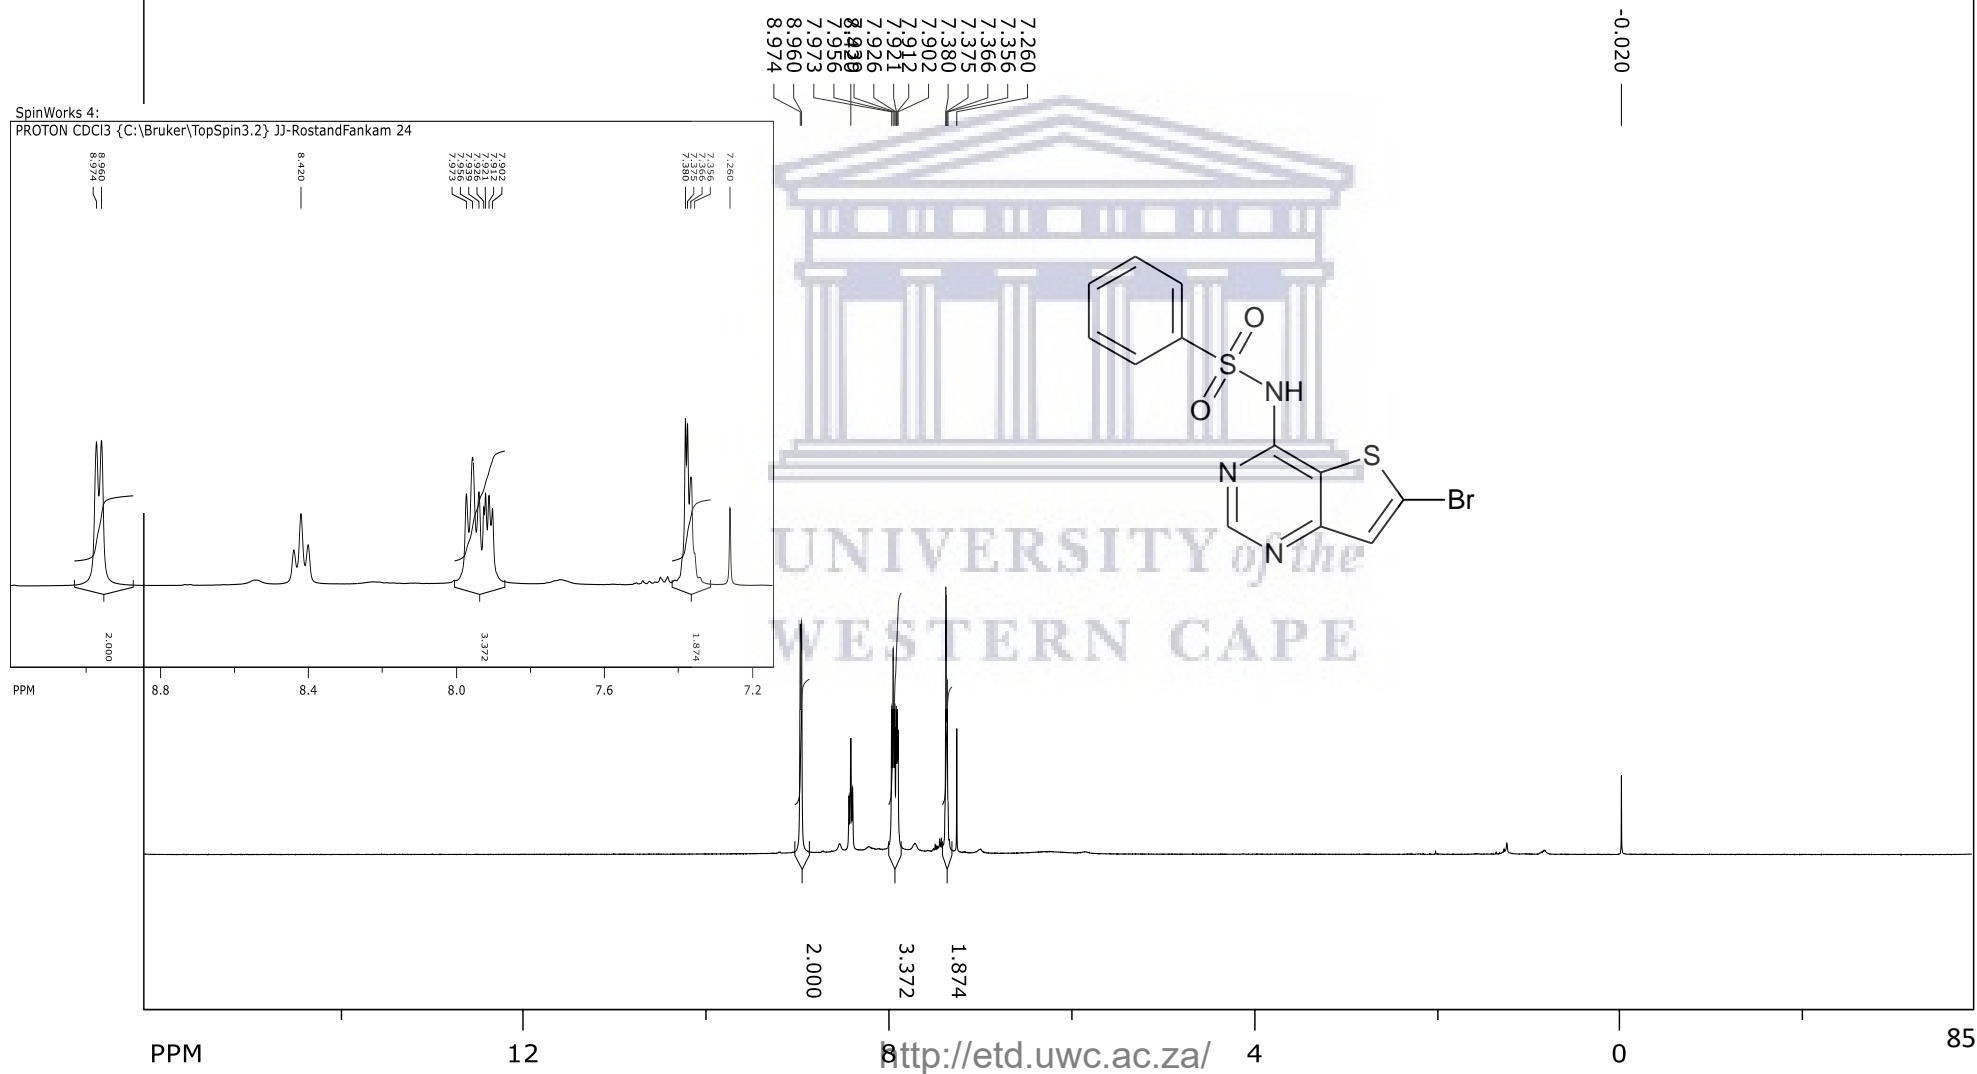 8.974
8.960
7.973
7.956
8.420
7.926
7.921
7.912
7.902
7.380
7.375
7.366
7.356
7.260
-0.020
SpinWorks 4:
PROTON CDCl3 {C:\Bruker\TopSpin3.2} JJ-RostandFankam 24
8.974
8.960
8.420
7.973
7.956
7.939
7.926
7.921
7.912
7.902
7.380
7.375
7.366
7.356
7.260
2.000
3.372
1.874
PPM 8.8 8.4 8.0 7.6 7.2
O
S
NH
O
N
S
Br
N
UNIVERSITY of the
WESTERN CAPE
2.000
3.372
1.874
PPM 12 8 4 0 85
http://etd.uwc.ac.za/